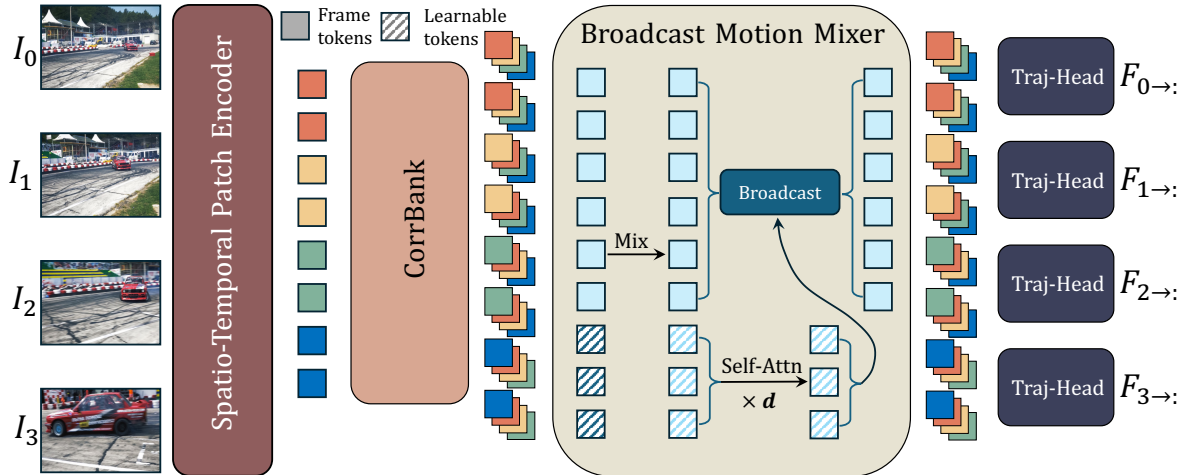 I0
I1
I2
I3
Spatio-Temporal Patch Encoder
Frame
tokens
Learnable
tokens
CorrBank
Broadcast Motion Mixer
Mix
Broadcast
Self-Attn
× d
Traj-Head
F0→:
Traj-Head
F1→:
Traj-Head
F2→:
Traj-Head
F3→: